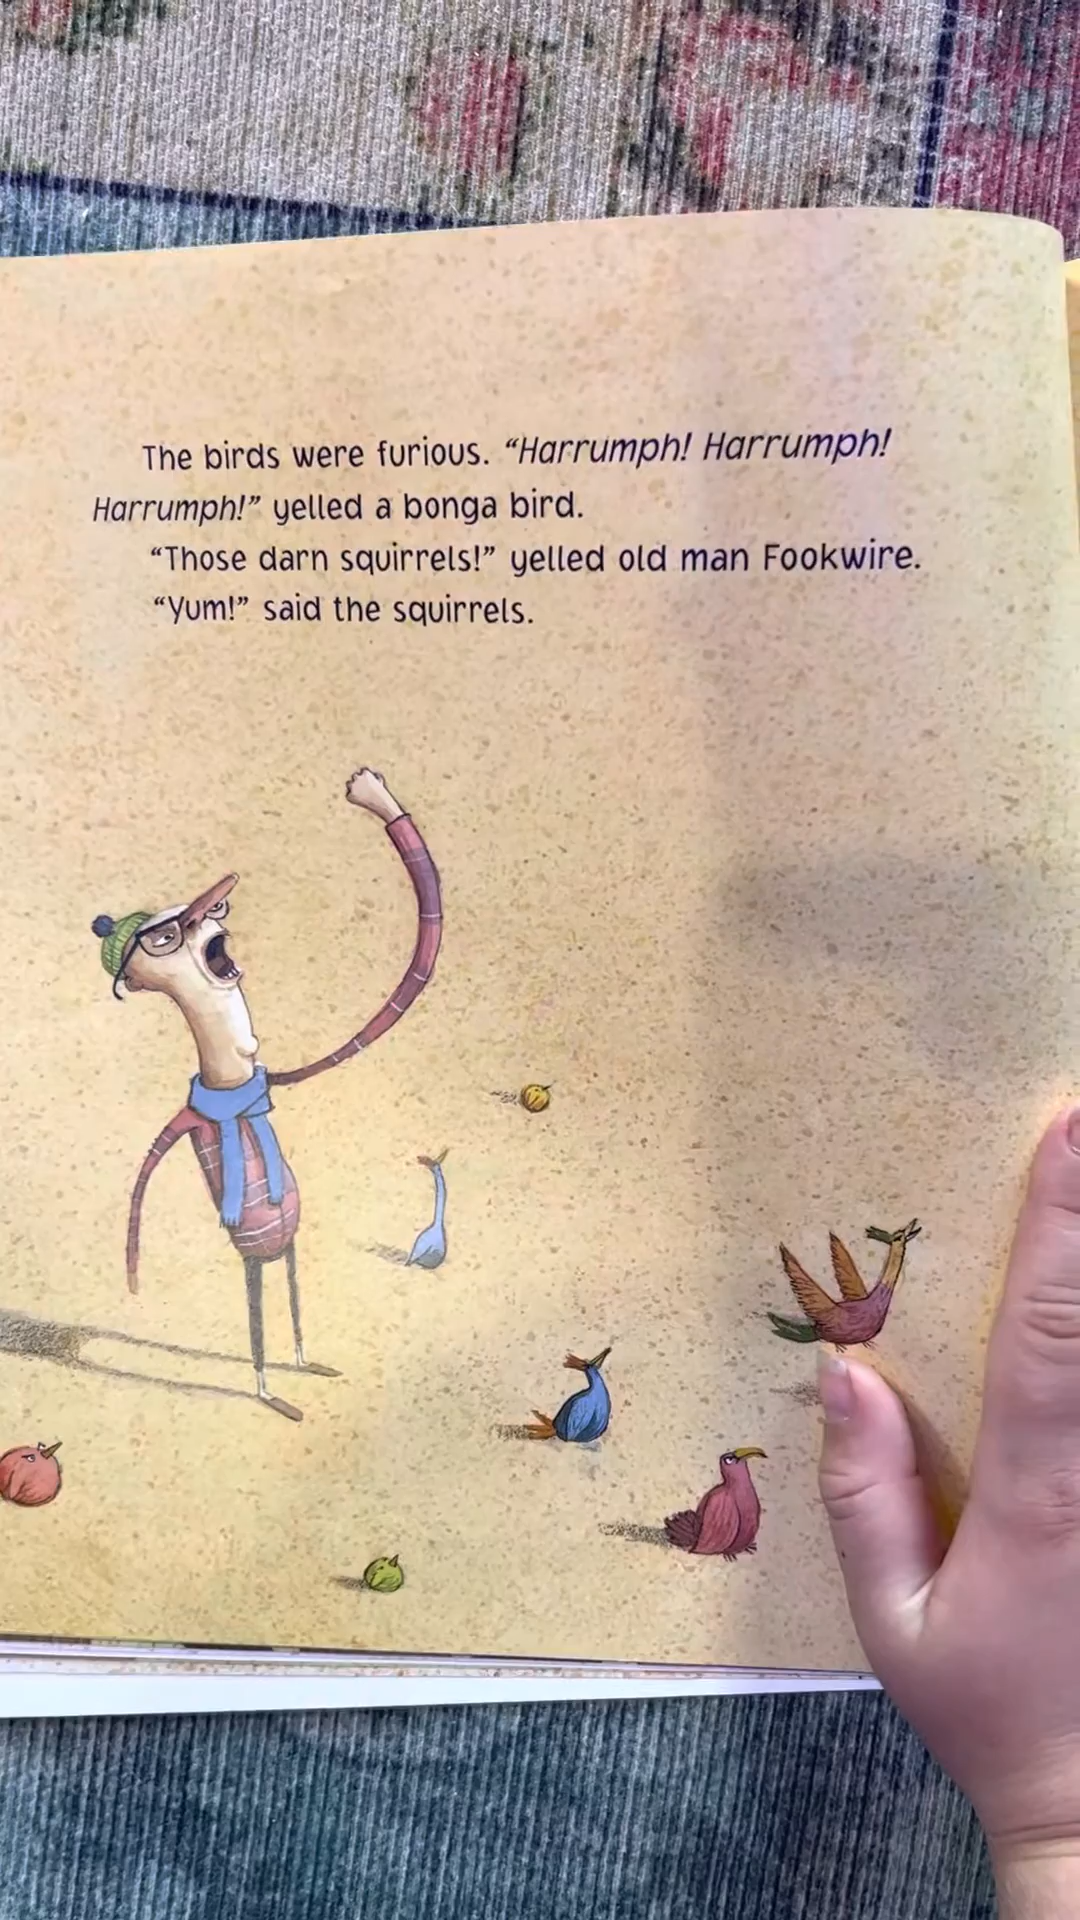 The birds were furious. “Harrumph! Harrumph!
Harrumph!” yelled a bonga bird.
“Those darn squirrels!” yelled old man Fookwire.
“Yum!” said the squirrels.